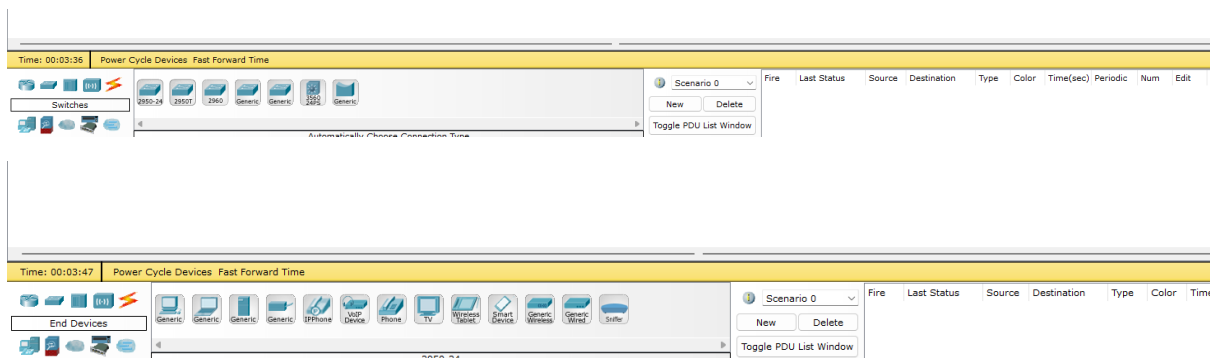 Time: 00:03:36 Power Cycle Devices Fast Forward Time
Scenario 0 Fire Last Status Source Destination Type Color Time(sec) Periodic Num Edit
Switches 2950-24 2950T 2960 Generic Generic 3560 24PS Generic New Delete
Toggle PDU List Window
Automatically Choose Connection Type
Time: 00:03:47 Power Cycle Devices Fast Forward Time
Scenario 0 Fire Last Status Source Destination Type Color Time
End Devices Generic Generic Generic Generic IPPhone VoIP Device Phone TV Wireless Tablet Smart Device Generic Wireless Generic Wired Sniffer New Delete
Toggle PDU List Window
2950-24